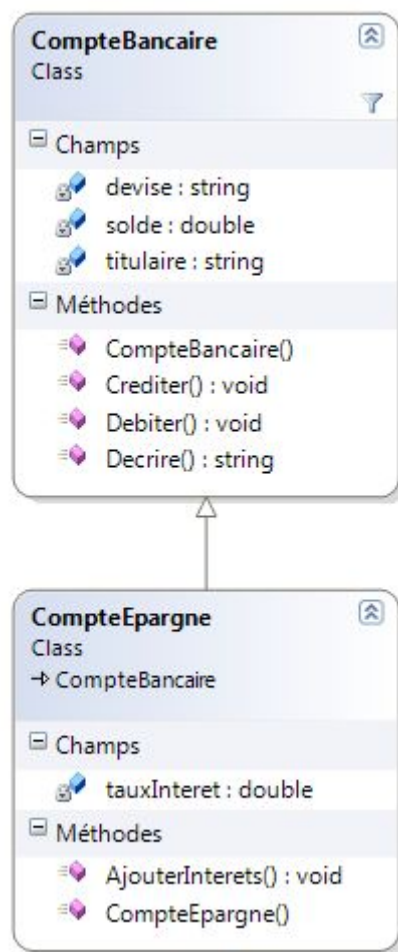 CompteBancaire
Class
Champs
devise : string
solde : double
titulaire : string
Méthodes
CompteBancaire()
Crediter() : void
Debiter() : void
Decrire() : string
CompteEpargne
Class
→ CompteBancaire
Champs
tauxInteret : double
Méthodes
AjouterInterets() : void
CompteEpargne()